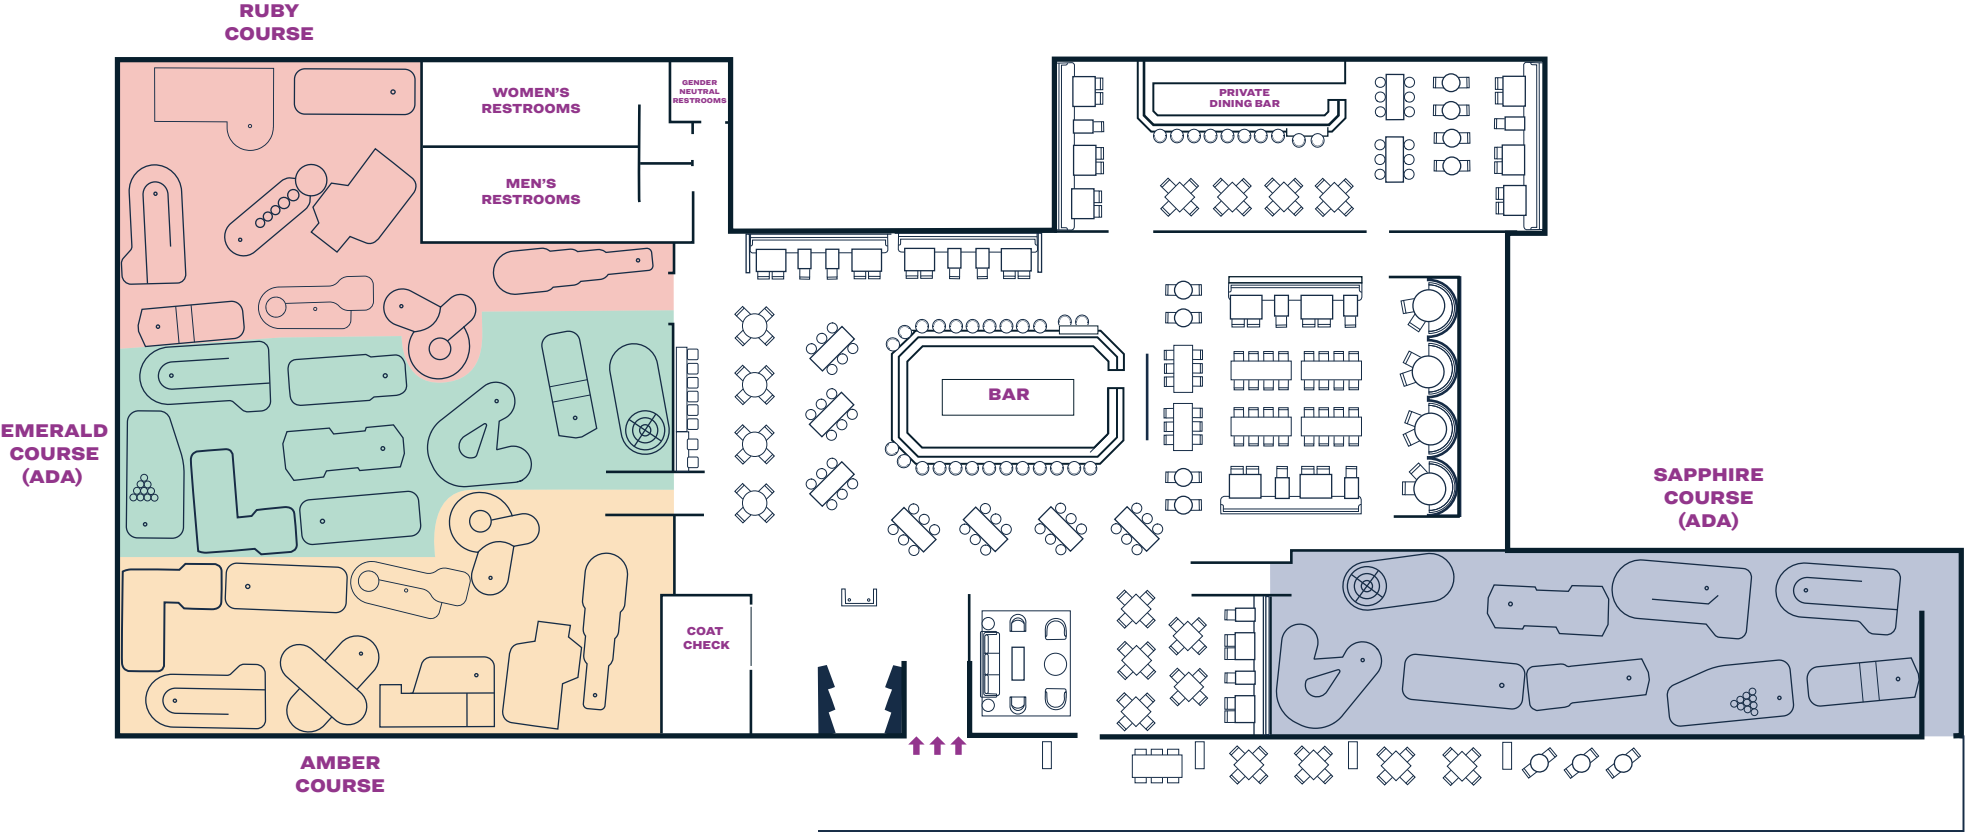 RUBY
COURSE
WOMEN'S
RESTROOMS
GENDER
NEUTRAL
RESTROOMS
MEN'S
RESTROOMS
PRIVATE
DINING BAR
BAR
EMERALD
COURSE
(ADA)
SAPPHIRE
COURSE
(ADA)
COAT
CHECK
AMBER
COURSE